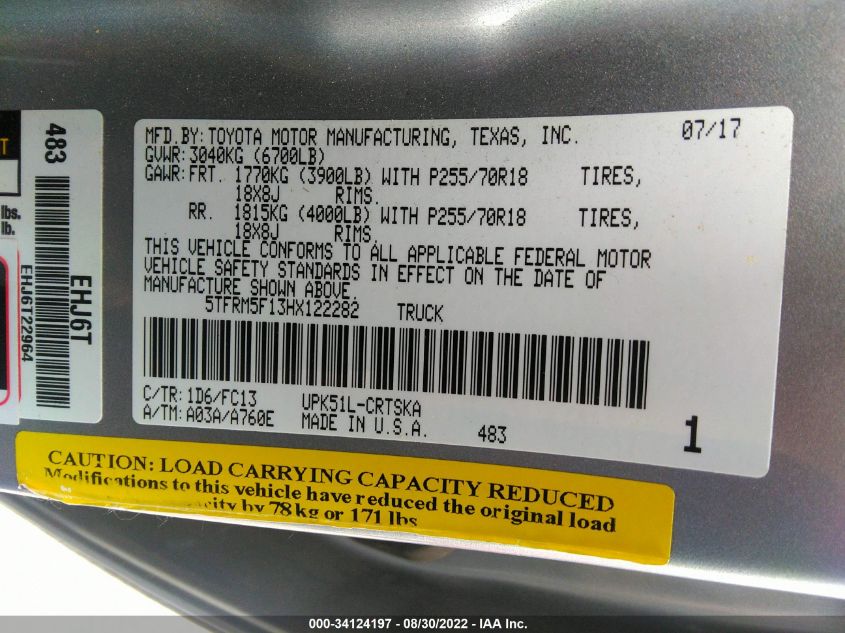 MFD.BY:TOYOTA MOTOR MANUFACTURING, TEXAS, INC. 07/17
GVWR:3040KG (6700LB)
GAWR:FRT. 1770KG (3900LB) WITH P255/70R18 TIRES,
18X8J RIMS.
RR. 1815KG (4000LB) WITH P255/70R18 TIRES,
18X8J RIMS.
THIS VEHICLE CONFORMS TO ALL APPLICABLE FEDERAL MOTOR
VEHICLE SAFETY STANDARDS IN EFFECT ON THE DATE OF
MANUFACTURE SHOWN ABOVE.
5TFRM5F13HX122282 TRUCK
C/TR:1D6/FC13 UPK51L-CRTSKA
A/TM:A03A/A760E MADE IN U.S.A. 483 1
483
EHJ6T
EHJ6T22964
lbs.
lb.
CAUTION: LOAD CARRYING CAPACITY REDUCED
Modifications to this vehicle have reduced the original load
by 78 kg or 171 lbs
000-34124197 - 08/30/2022 - IAA Inc.